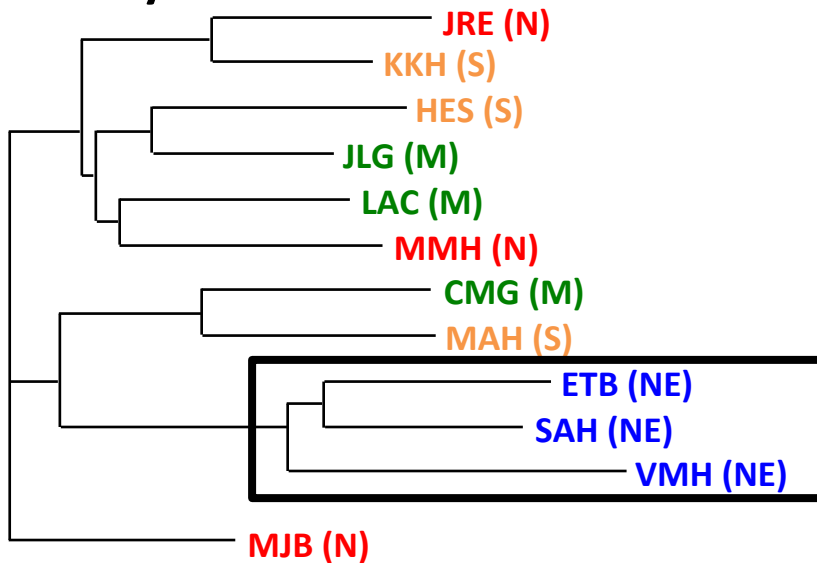 JRE (N)
KKH (S)
HES (S)
JLG (M)
LAC (M)
MMH (N)
CMG (M)
MAH (S)
ETB (NE)
SAH (NE)
VMH (NE)
MJB (N)